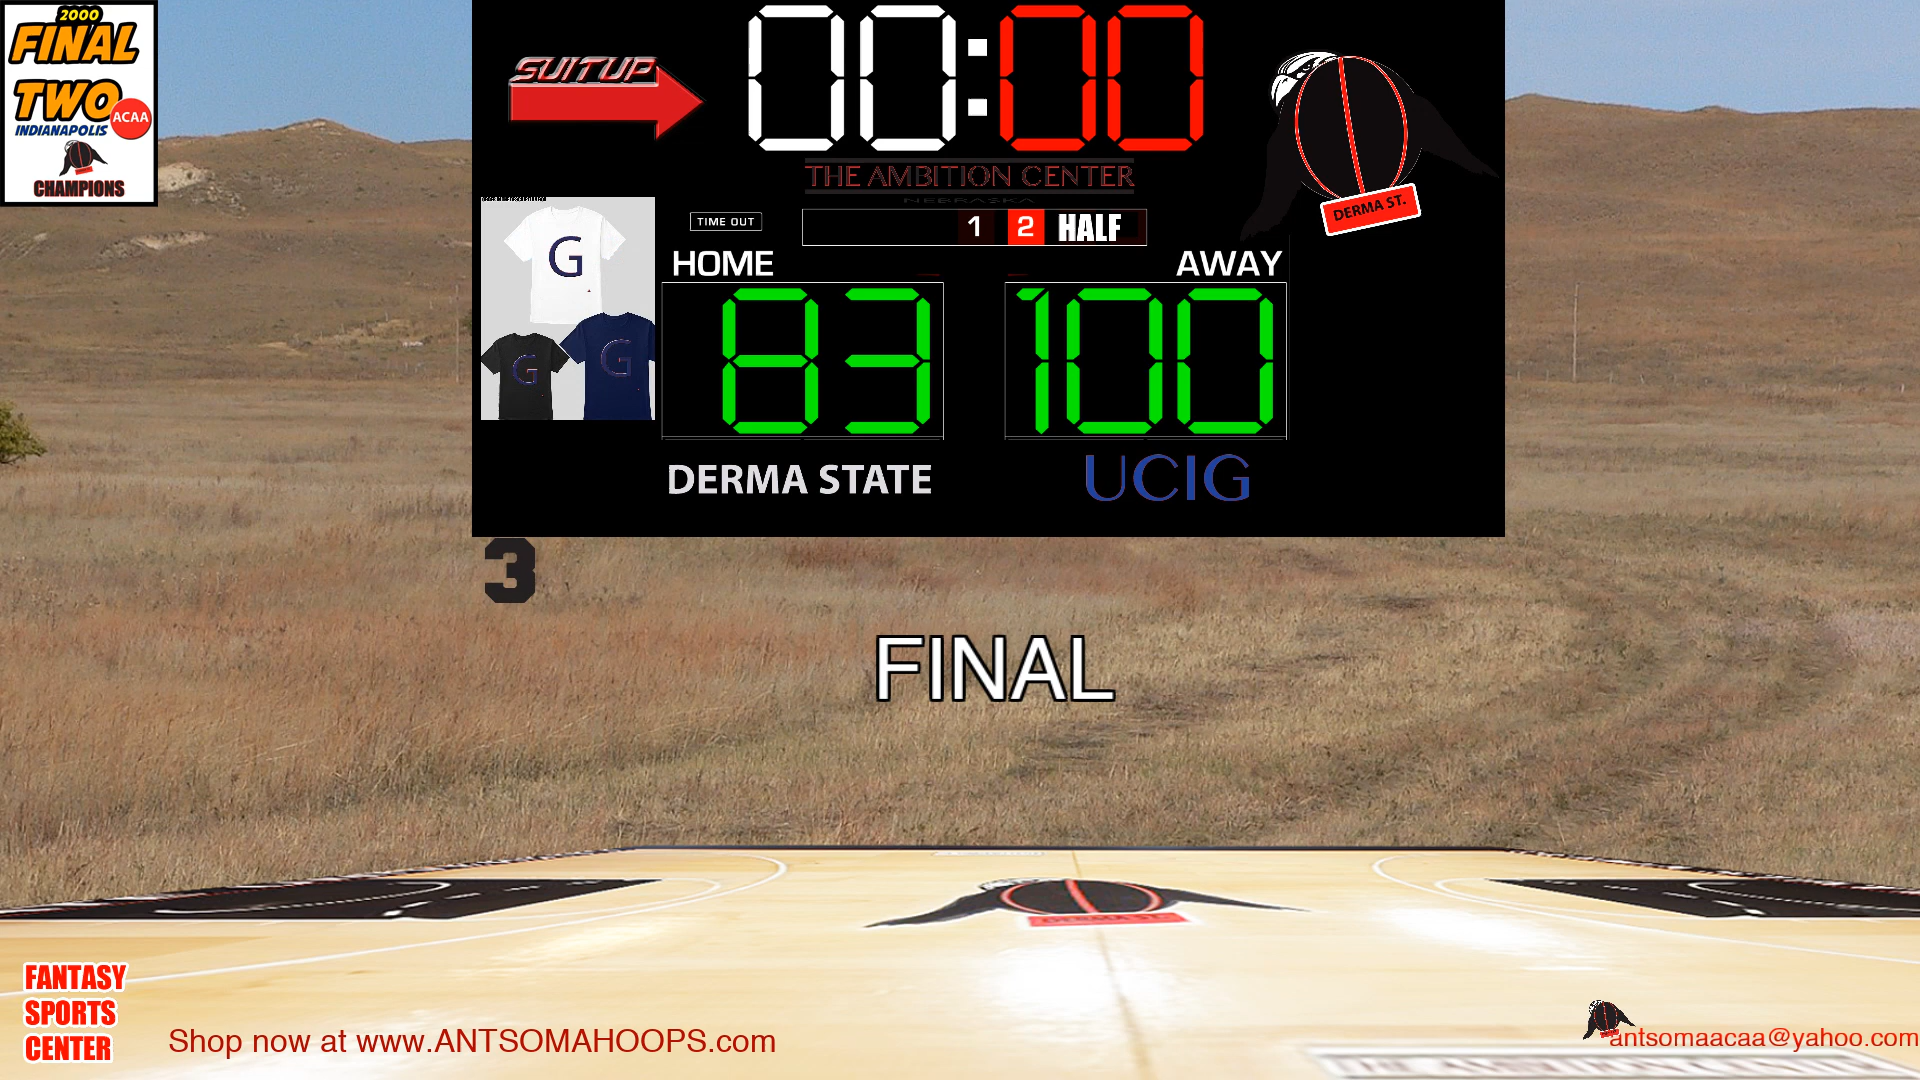 2000
FINAL
TWO
ACAA
INDIANAPOLIS
CHAMPIONS
SUITUP
00:00
THE AMBITION CENTER
NEBRASKA
DERMA ST.
TIME OUT
1 2 HALF
HOME
AWAY
G
G
G
83
100
DERMA STATE
UCIG
3
FINAL
DERMA ST.
FANTASY
SPORTS
CENTER
Shop now at www.ANTSOMAHOOPS.com
antsomaacaa@yahoo.com